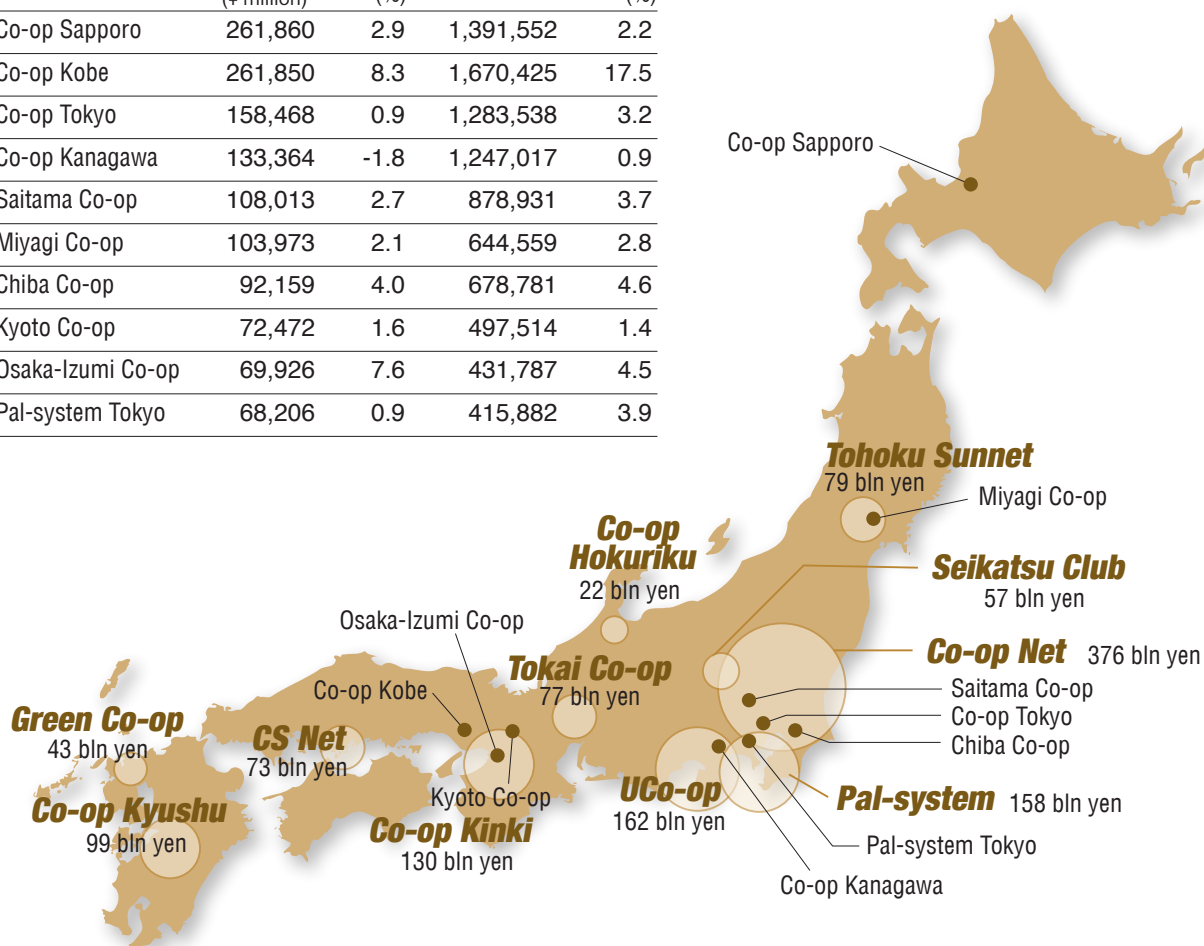 (¥ million) (%) (%)
Co-op Sapporo 261,860 2.9 1,391,552 2.2
Co-op Kobe 261,850 8.3 1,670,425 17.5
Co-op Tokyo 158,468 0.9 1,283,538 3.2
Co-op Kanagawa 133,364 -1.8 1,247,017 0.9
Saitama Co-op 108,013 2.7 878,931 3.7
Miyagi Co-op 103,973 2.1 644,559 2.8
Chiba Co-op 92,159 4.0 678,781 4.6
Kyoto Co-op 72,472 1.6 497,514 1.4
Osaka-Izumi Co-op 69,926 7.6 431,787 4.5
Pal-system Tokyo 68,206 0.9 415,882 3.9
Co-op Sapporo
Tohoku Sunnet
79 bln yen
Miyagi Co-op
Co-op
Hokuriku
22 bln yen
Seikatsu Club
57 bln yen
Osaka-Izumi Co-op
Co-op Net 376 bln yen
Tokai Co-op
77 bln yen
Saitama Co-op
Co-op Kobe
Co-op Tokyo
Chiba Co-op
Green Co-op
43 bln yen
CS Net
73 bln yen
Kyoto Co-op
UCo-op
162 bln yen
Pal-system 158 bln yen
Co-op Kyushu
99 bln yen
Co-op Kinki
130 bln yen
Pal-system Tokyo
Co-op Kanagawa